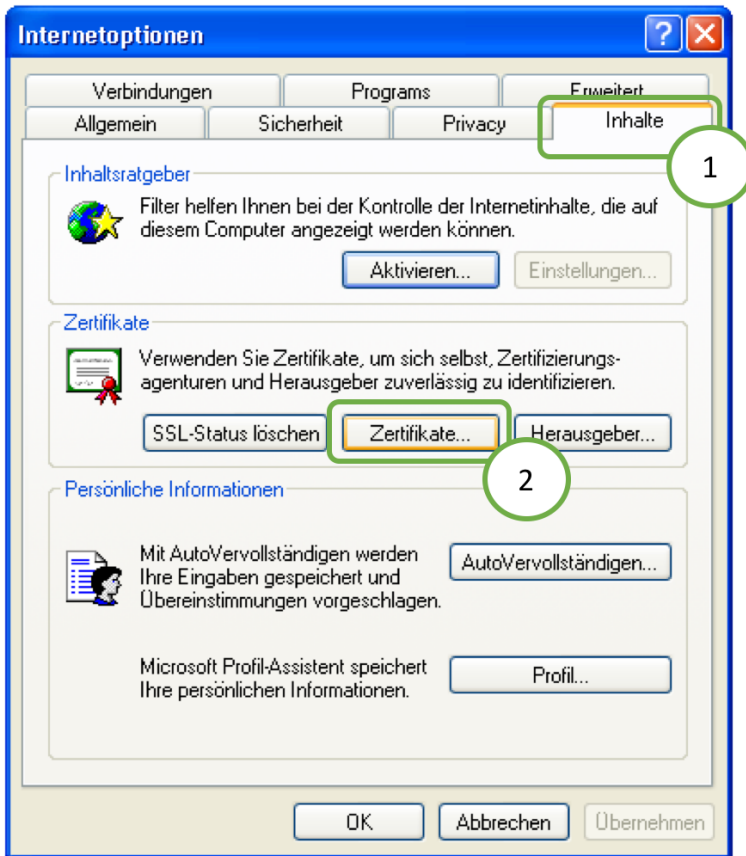 Internetoptionen
Verbindungen Programs Erweitert
Allgemein Sicherheit Privacy Inhalte
1
Inhaltsratgeber
Filter helfen Ihnen bei der Kontrolle der Internetinhalte, die auf
diesem Computer angezeigt werden können.
Aktivieren... Einstellungen...
Zertifikate
Verwenden Sie Zertifikate, um sich selbst, Zertifizierungs-
agenturen und Herausgeber zuverlässig zu identifizieren.
SSL-Status löschen Zertifikate... Herausgeber...
2
Persönliche Informationen
Mit AutoVervollständigen werden
Ihre Eingaben gespeichert und
Übereinstimmungen vorgeschlagen.
AutoVervollständigen...
Microsoft Profil-Assistent speichert
Ihre persönlichen Informationen.
Profil...
OK Abbrechen Übernehmen